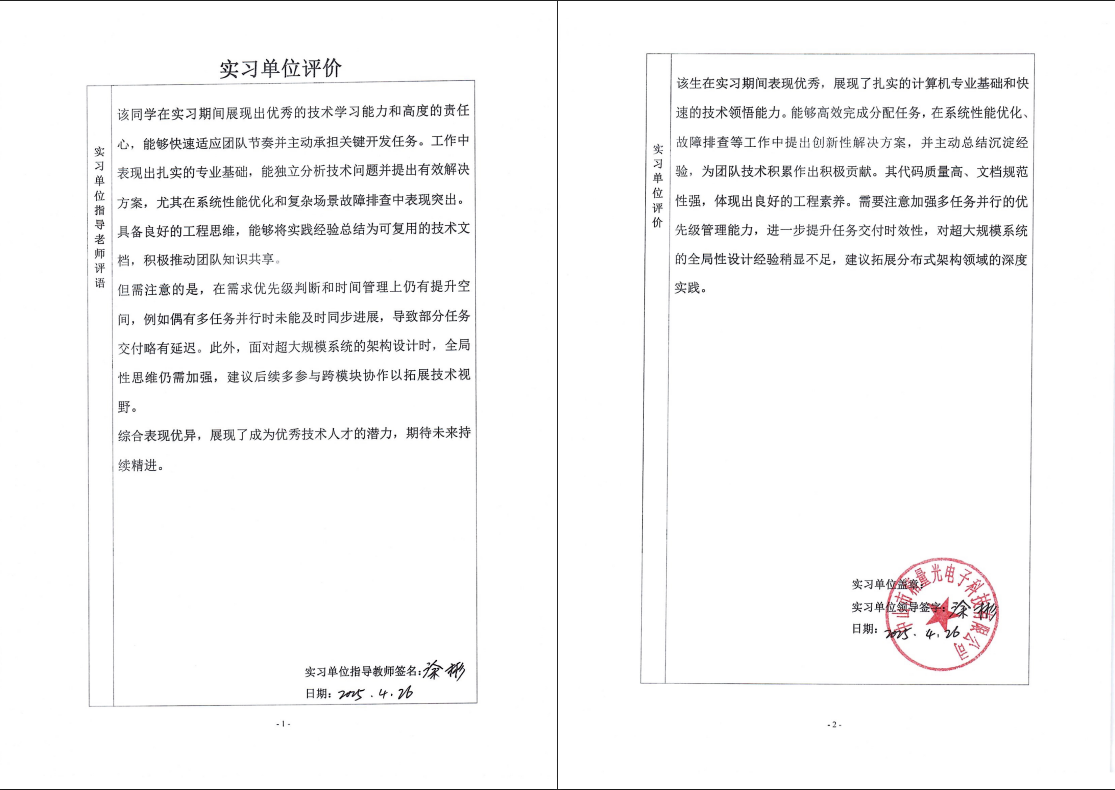 实习单位评价
实习单位指导老师评语
该同学在实习期间展现出优秀的技术学习能力和高度的责任
心，能够快速适应团队节奏并主动承担关键开发任务。工作中
表现出扎实的专业基础，能独立分析技术问题并提出有效解决
方案，尤其在系统性能优化和复杂场景故障排查中表现突出。
具备良好的工程思维，能够将实践经验总结为可复用的技术文
档，积极推动团队知识共享。
但需注意的是，在需求优先级判断和时间管理上仍有提升空
间，例如偶有多任务并行时未能及时同步进展，导致部分任务
交付略有延迟。此外，面对超大规模系统的架构设计时，全局
性思维仍需加强，建议后续多参与跨模块协作以拓展技术视
野。
综合表现优异，展现了成为优秀技术人才的潜力，期待未来持
续精进。
实习单位指导教师签名:涂彬
日期: 2025.4.26
-1-
实习单位评价
该生在实习期间表现优秀，展现了扎实的计算机专业基础和快
速的技术领悟能力。能够高效完成分配任务，在系统性能优化、
故障排查等工作中提出创新性解决方案，并主动总结沉淀经
验，为团队技术积累作出积极贡献。其代码质量高、文档规范
性强，体现出良好的工程素养。需要注意加强多任务并行的优
先级管理能力，进一步提升任务交付时效性，对超大规模系统
的全局性设计经验稍显不足，建议拓展分布式架构领域的深度
实践。
实习单位盖章:
实习单位领导签字:涂彬
日期: 2025.4.26
中山市量光电子科技有限公司
-2-